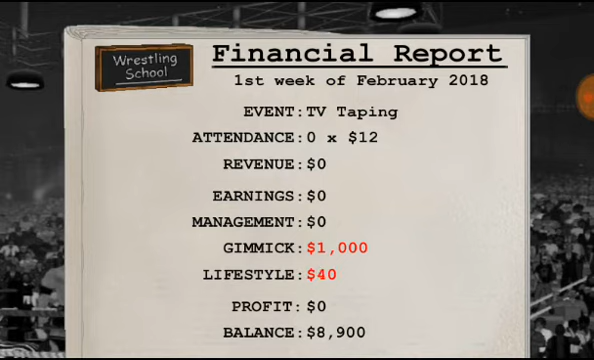 Wrestling
School
Financial Report
1st week of February 2018
EVENT: TV Taping
ATTENDANCE: 0 x $12
REVENUE: $0
EARNINGS: $0
MANAGEMENT: $0
GIMMICK: $1,000
LIFESTYLE: $40
PROFIT: $0
BALANCE: $8,900